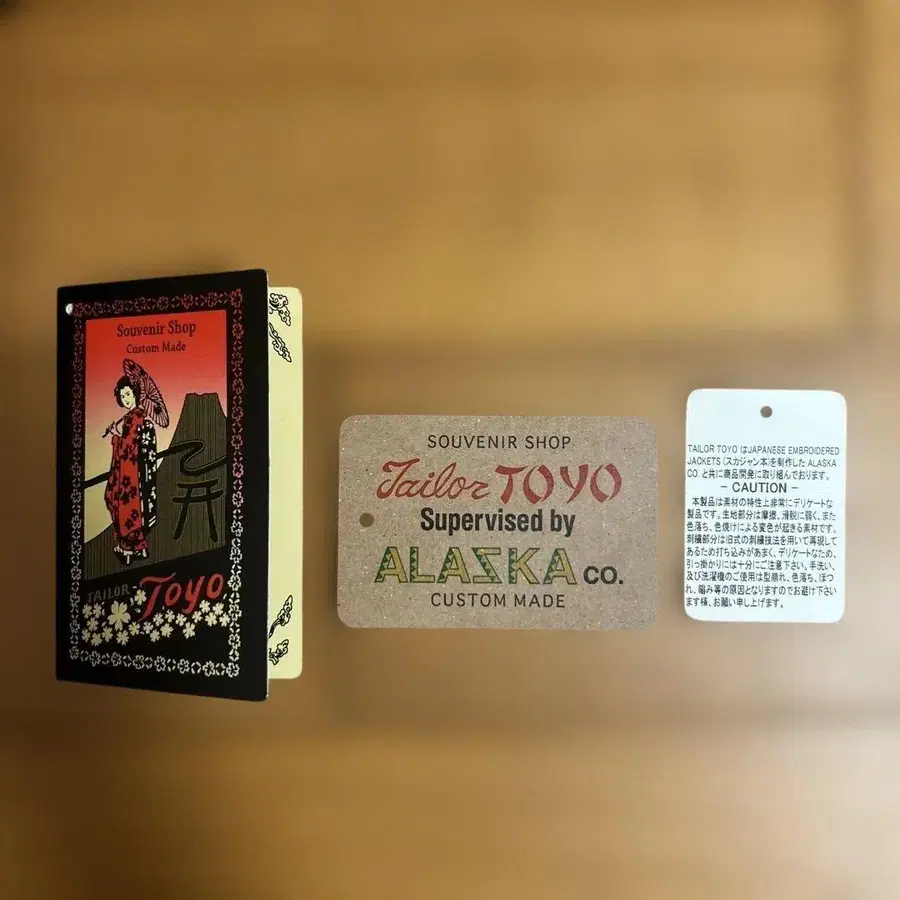 Souvenir Shop
Custom Made
TAILOR Toyo
SOUVENIR SHOP
Tailor TOYO
Supervised by
ALASKA CO.
CUSTOM MADE
TAILOR TOYO はJAPANESE EMBROIDERED
JACKETS (スカジャン本)を制作した ALASKA
CO. と共に商品開発に取り組んでおります。
- CAUTION -
本製品は素材の特性上非常にデリケートな
製品です。生地部分は摩擦、滑脱に弱く、また
色落ち、色焼けによる変色が起きる素材です。
刺繍部分は旧式の刺繍技法を用いて再現して
あるため打ち込みがあまく、デリケートなため、
引っ掛かりには十分にご注意下さい。手洗い、
及び洗濯機のご使用は型崩れ、色落ち、ほつ
れ、縮み等の原因となりますのでお避け下さい
ます様、お願い申し上げます。